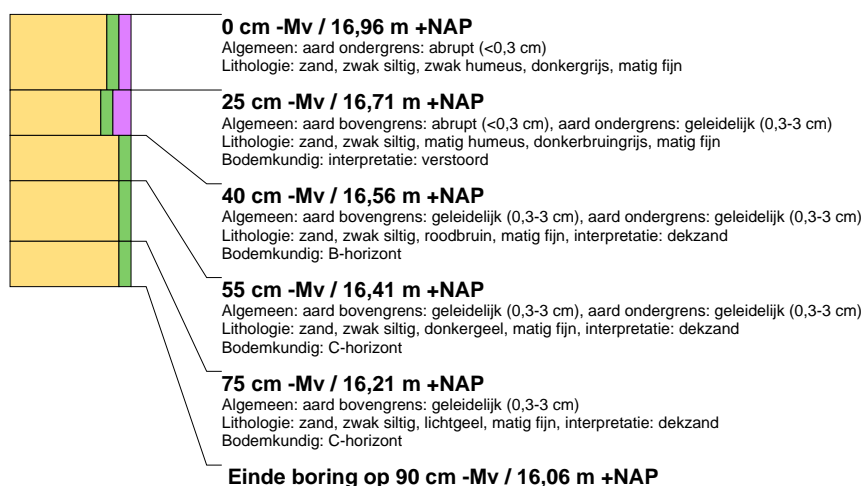 0 cm -Mv / 16,96 m +NAP
Algemeen: aard ondergrens: abrupt (<0,3 cm)
Lithologie: zand, zwak siltig, zwak humeus, donkergrijs, matig fijn
25 cm -Mv / 16,71 m +NAP
Algemeen: aard bovengrens: abrupt (<0,3 cm), aard ondergrens: geleidelijk (0,3-3 cm)
Lithologie: zand, zwak siltig, matig humeus, donkerbruingrijs, matig fijn
Bodemkundig: interpretatie: verstoord
40 cm -Mv / 16,56 m +NAP
Algemeen: aard bovengrens: geleidelijk (0,3-3 cm), aard ondergrens: geleidelijk (0,3-3 cm)
Lithologie: zand, zwak siltig, roodbruin, matig fijn, interpretatie: dekzand
Bodemkundig: B-horizont
55 cm -Mv / 16,41 m +NAP
Algemeen: aard bovengrens: geleidelijk (0,3-3 cm), aard ondergrens: geleidelijk (0,3-3 cm)
Lithologie: zand, zwak siltig, donkergeel, matig fijn, interpretatie: dekzand
Bodemkundig: C-horizont
75 cm -Mv / 16,21 m +NAP
Algemeen: aard bovengrens: geleidelijk (0,3-3 cm)
Lithologie: zand, zwak siltig, lichtgeel, matig fijn, interpretatie: dekzand
Bodemkundig: C-horizont
Einde boring op 90 cm -Mv / 16,06 m +NAP